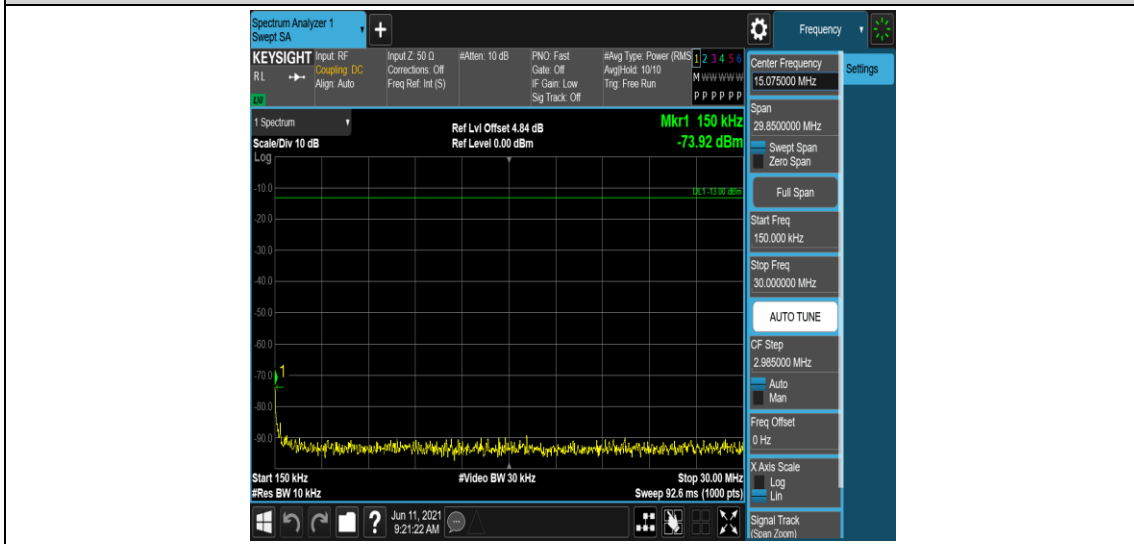 Spectrum Analyzer 1
Swept SA
+
Frequency
KEYSIGHT
RL
Input: RF
Coupling: DC
Align: Auto
Input Z: 50 Ω
Corrections: Off
Freq Ref: Int (S)
#Atten: 10 dB
PNO: Fast
Gate: Off
IF Gain: Low
Sig Track: Off
#Avg Type: Power (RMS
Avg|Hold: 10/10
Trig: Free Run
1 2 3 4 5 6
M W W W W W
P P P P P P
1 Spectrum
Scale/Div 10 dB
Log
Ref Lvl Offset 4.84 dB
Ref Level 0.00 dBm
Mkr1 150 kHz
-73.92 dBm
DL1 -13.00 dBm
-10.0
-20.0
-30.0
-40.0
-50.0
-60.0
-70.0
1
-80.0
-90.0
Start 150 kHz
#Res BW 10 kHz
#Video BW 30 kHz
Stop 30.00 MHz
Sweep 92.6 ms (1000 pts)
Center Frequency
15.075000 MHz
Settings
Span
29.8500000 MHz
Swept Span
Zero Span
Full Span
Start Freq
150.000 kHz
Stop Freq
30.000000 MHz
AUTO TUNE
CF Step
2.985000 MHz
Auto
Man
Freq Offset
0 Hz
X Axis Scale
Log
Lin
Signal Track
(Span Zoom)
?
Jun 11, 2021
9:21:22 AM